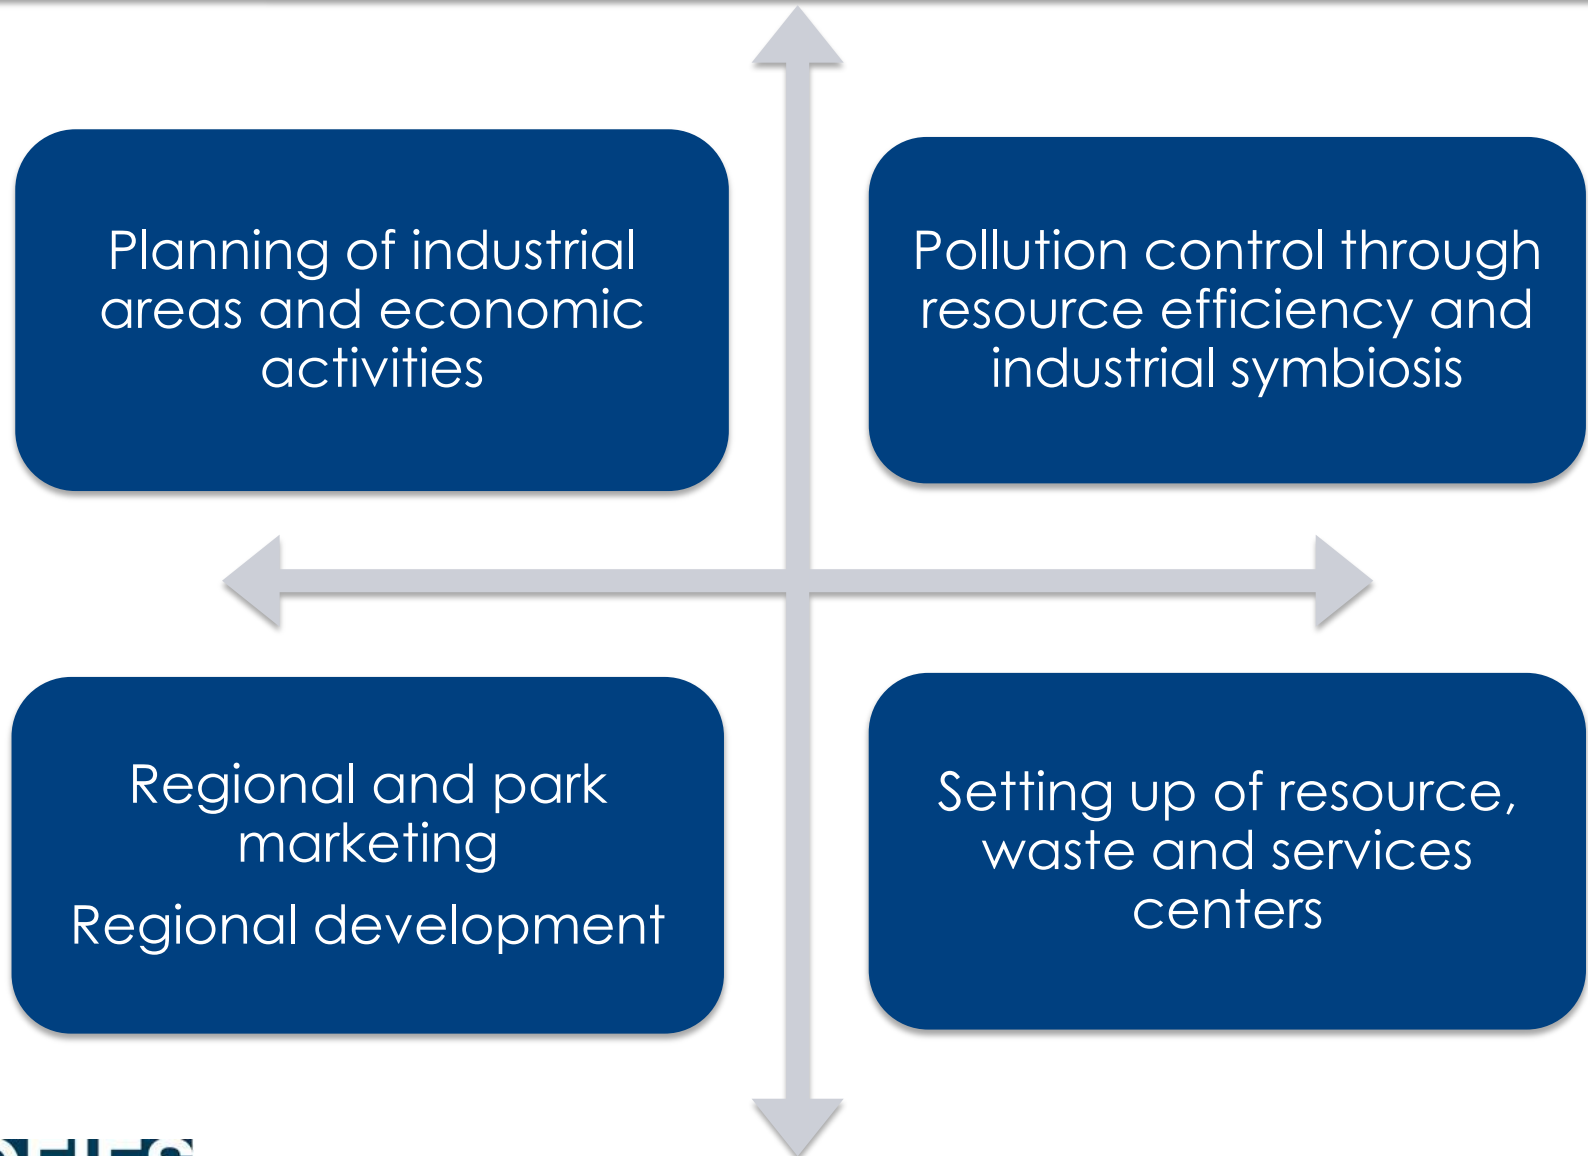 Planning of industrial
areas and economic
activities
Pollution control through
resource efficiency and
industrial symbiosis
Regional and park
marketing
Regional development
Setting up of resource,
waste and services
centers